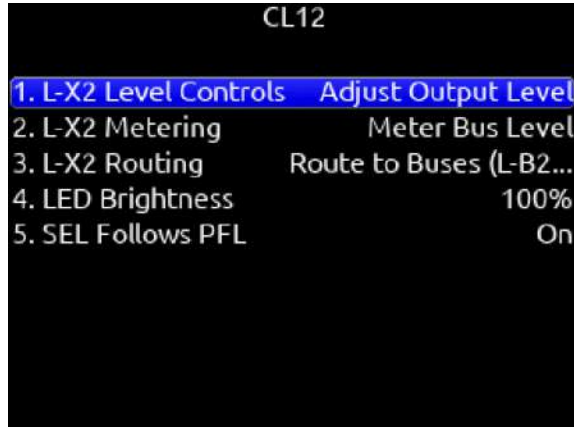 CL12
1. L-X2 Level Controls Adjust Output Level
2. L-X2 Metering Meter Bus Level
3. L-X2 Routing Route to Buses (L-B2...
4. LED Brightness 100%
5. SEL Follows PFL On